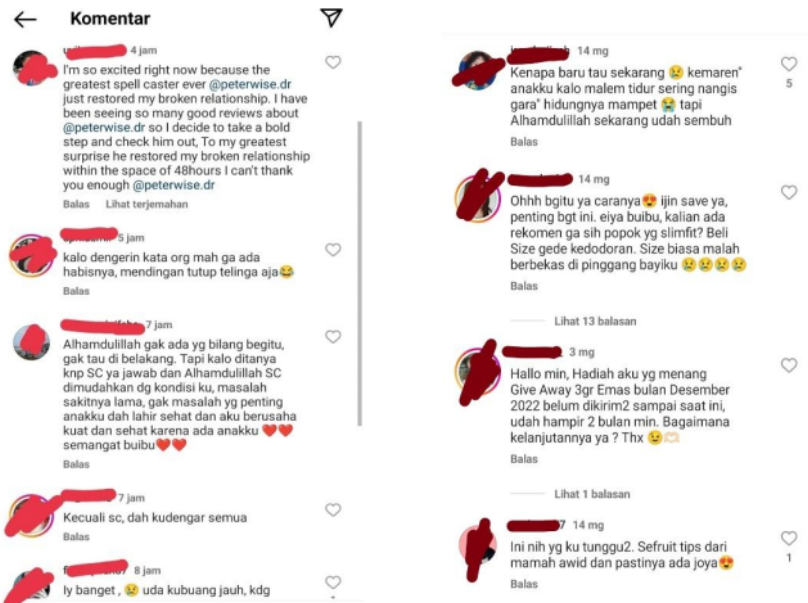 Komentar
4 jam
I'm so excited right now because the
greatest spell caster ever @peterwise.dr
just restored my broken relationship. I have
been seeing so many good reviews about
@peterwise.dr so I decide to take a bold
step and check him out, To my greatest
surprise he restored my broken relationship
within the space of 48hours I can't thank
you enough @peterwise.dr
Balas Lihat terjemahan
5 jam
kalo dengerin kata org mah ga ada
habisnya, mendingan tutup telinga aja😂
Balas
7 jam
Alhamdulillah gak ada yg bilang begitu,
gak tau di belakang. Tapi kalo ditanya
knp SC ya jawab dan Alhamdulillah SC
dimudahkan dg kondisi ku, masalah
sakitnya lama, gak masalah yg penting
anakku dah lahir sehat dan aku berusaha
kuat dan sehat karena ada anakku ❤️❤️
semangat buibu❤️❤️
Balas
7 jam
Kecuali sc, dah kudengar semua
Balas
8 jam
Iy banget , 😢 uda kubuang jauh, kdg
14 mg
Kenapa baru tau sekarang 😢 kemaren"
anakku kalo malem tidur sering nangis
gara" hidungnya mampet 😭 tapi
Alhamdulillah sekarang udah sembuh
5
Balas
14 mg
Ohhh bgitu ya caranya😍 ijin save ya,
penting bgt ini. eiya buibu, kalian ada
rekomen ga sih popok yg slimfit? Beli
Size gede kedodoran. Size biasa malah
berbekas di pinggang bayiku 😢😢😢😢
Balas
Lihat 13 balasan
3 mg
Hallo min, Hadiah aku yg menang
Give Away 3gr Emas bulan Desember
2022 belum dikirim2 sampai saat ini,
udah hampir 2 bulan min. Bagaimana
kelanjutannya ya ? Thx 😉🫶🏻
Balas
Lihat 1 balasan
7 14 mg
Ini nih yg ku tunggu2. Sefruit tips dari
mamah awid dan pastinya ada joya😍
1
Balas